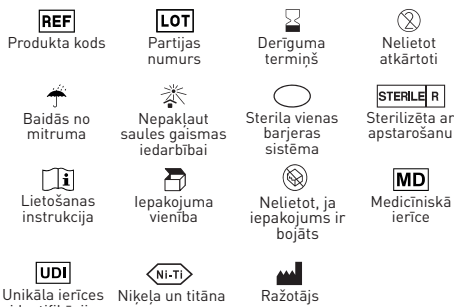 REF
LOT
Produkta kods
Partijas
numurs
Derīguma
termiņš
2
Nelietot
atkārtoti
Baidās no
mitruma
Nepakļaut
saules gaismas
iedarbībai
Sterila vienas
barjeras
sistēma
STERILE R
Sterilizēta ar
apstarošanu
i
Lietošanas
instrukcija
Iepakojuma
vienība
Nelietot, ja
iepakojums ir
bojāts
MD
Medicīniskā
ierīce
UDI
Unikāla ierīces
Ni-Ti
Niķeļa un titāna
Ražotājs